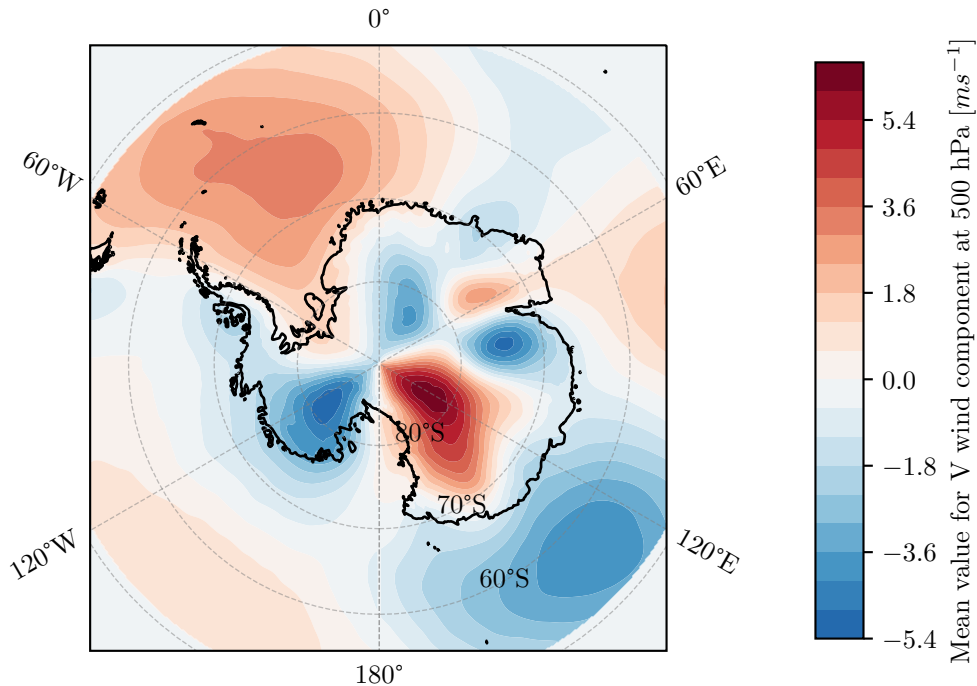 0°
60°W
60°E
80°S
70°S
60°S
120°W
120°E
180°
5.4
3.6
1.8
0.0
−1.8
−3.6
−5.4
Mean value for V wind component at 500 hPa [ms⁻¹]